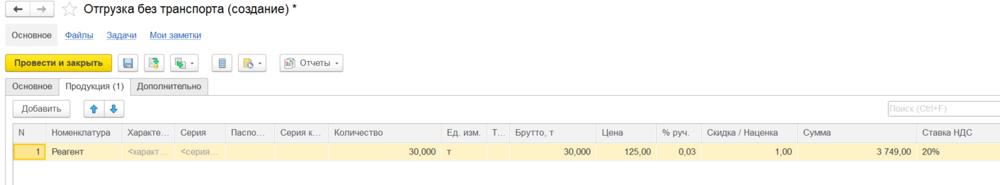 Отгрузка без транспорта (создание) *
Основное Файлы Задачи Мои заметки
Провести и закрыть Отчеты
Основное Продукция (1) Дополнительно
Добавить Поиск (Ctrl+F)
N Номенклатура Характе... Серия Паспо... Серия к... Количество Ед. изм. Т... Брутто, т Цена % руч. Скидка / Наценка Сумма Ставка НДС
1 Реагент <характ... <серия... 30,000 т 30,000 125,00 0,03 1,00 3 749,00 20%